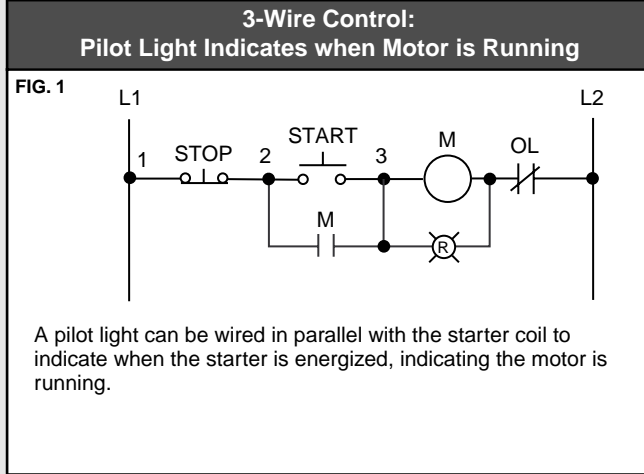 3-Wire Control:
Pilot Light Indicates when Motor is Running
FIG. 1
L1
L2
1
STOP
2
START
3
M
OL
M
R
A pilot light can be wired in parallel with the starter coil to
indicate when the starter is energized, indicating the motor is
running.